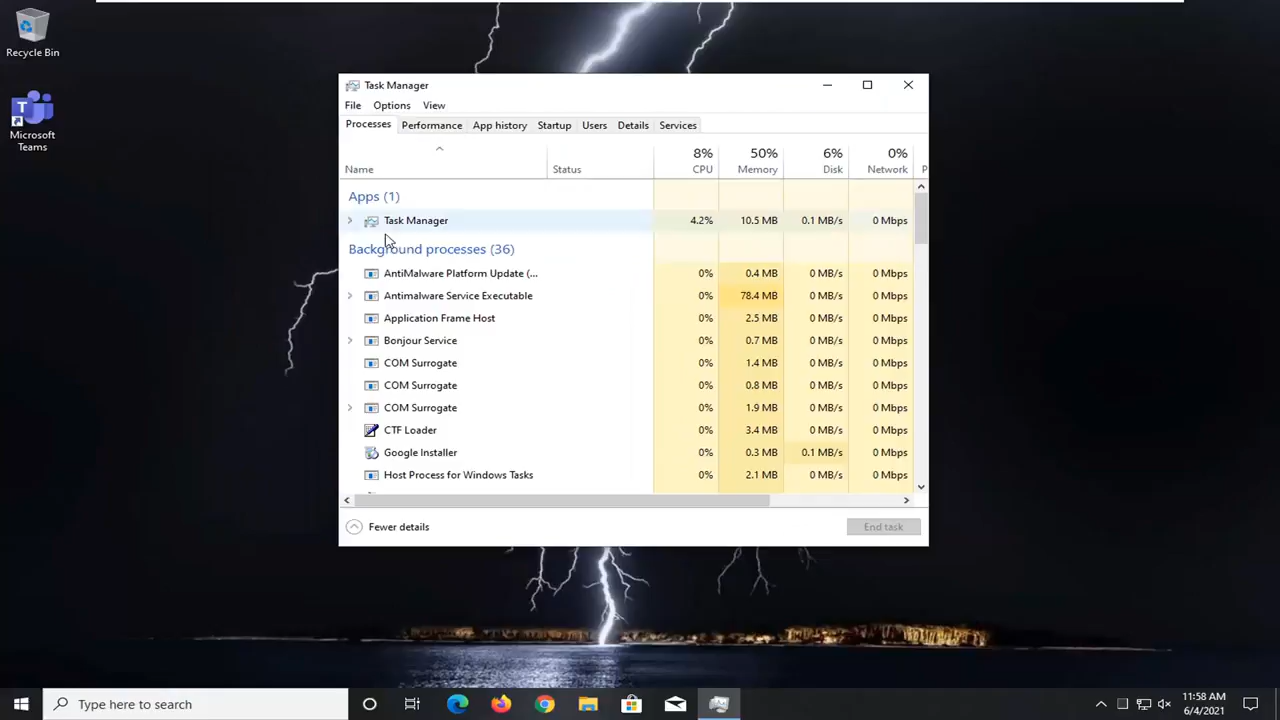 Recycle Bin
Microsoft
Teams
Task Manager
File Options View
Processes Performance App history Startup Users Details Services
8% 50% 6% 0%
Name Status CPU Memory Disk Network P
Apps (1)
Task Manager 4.2% 10.5 MB 0.1 MB/s 0 Mbps
Background processes (36)
AntiMalware Platform Update (... 0% 0.4 MB 0 MB/s 0 Mbps
Antimalware Service Executable 0% 78.4 MB 0 MB/s 0 Mbps
Application Frame Host 0% 2.5 MB 0 MB/s 0 Mbps
Bonjour Service 0% 0.7 MB 0 MB/s 0 Mbps
COM Surrogate 0% 1.4 MB 0 MB/s 0 Mbps
COM Surrogate 0% 0.8 MB 0 MB/s 0 Mbps
COM Surrogate 0% 1.9 MB 0 MB/s 0 Mbps
CTF Loader 0% 3.4 MB 0 MB/s 0 Mbps
Google Installer 0% 0.3 MB 0.1 MB/s 0 Mbps
Host Process for Windows Tasks 0% 2.1 MB 0 MB/s 0 Mbps
Fewer details End task
Type here to search
11:58 AM
6/4/2021